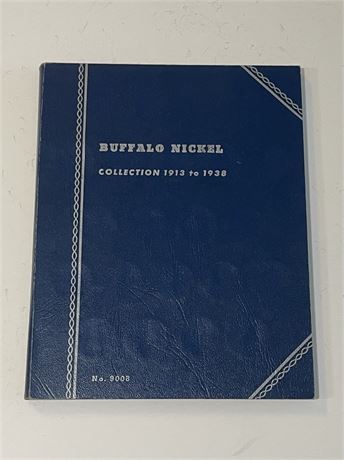 BUFFALO NICKEL
COLLECTION 1913 to 1938
No. 9008